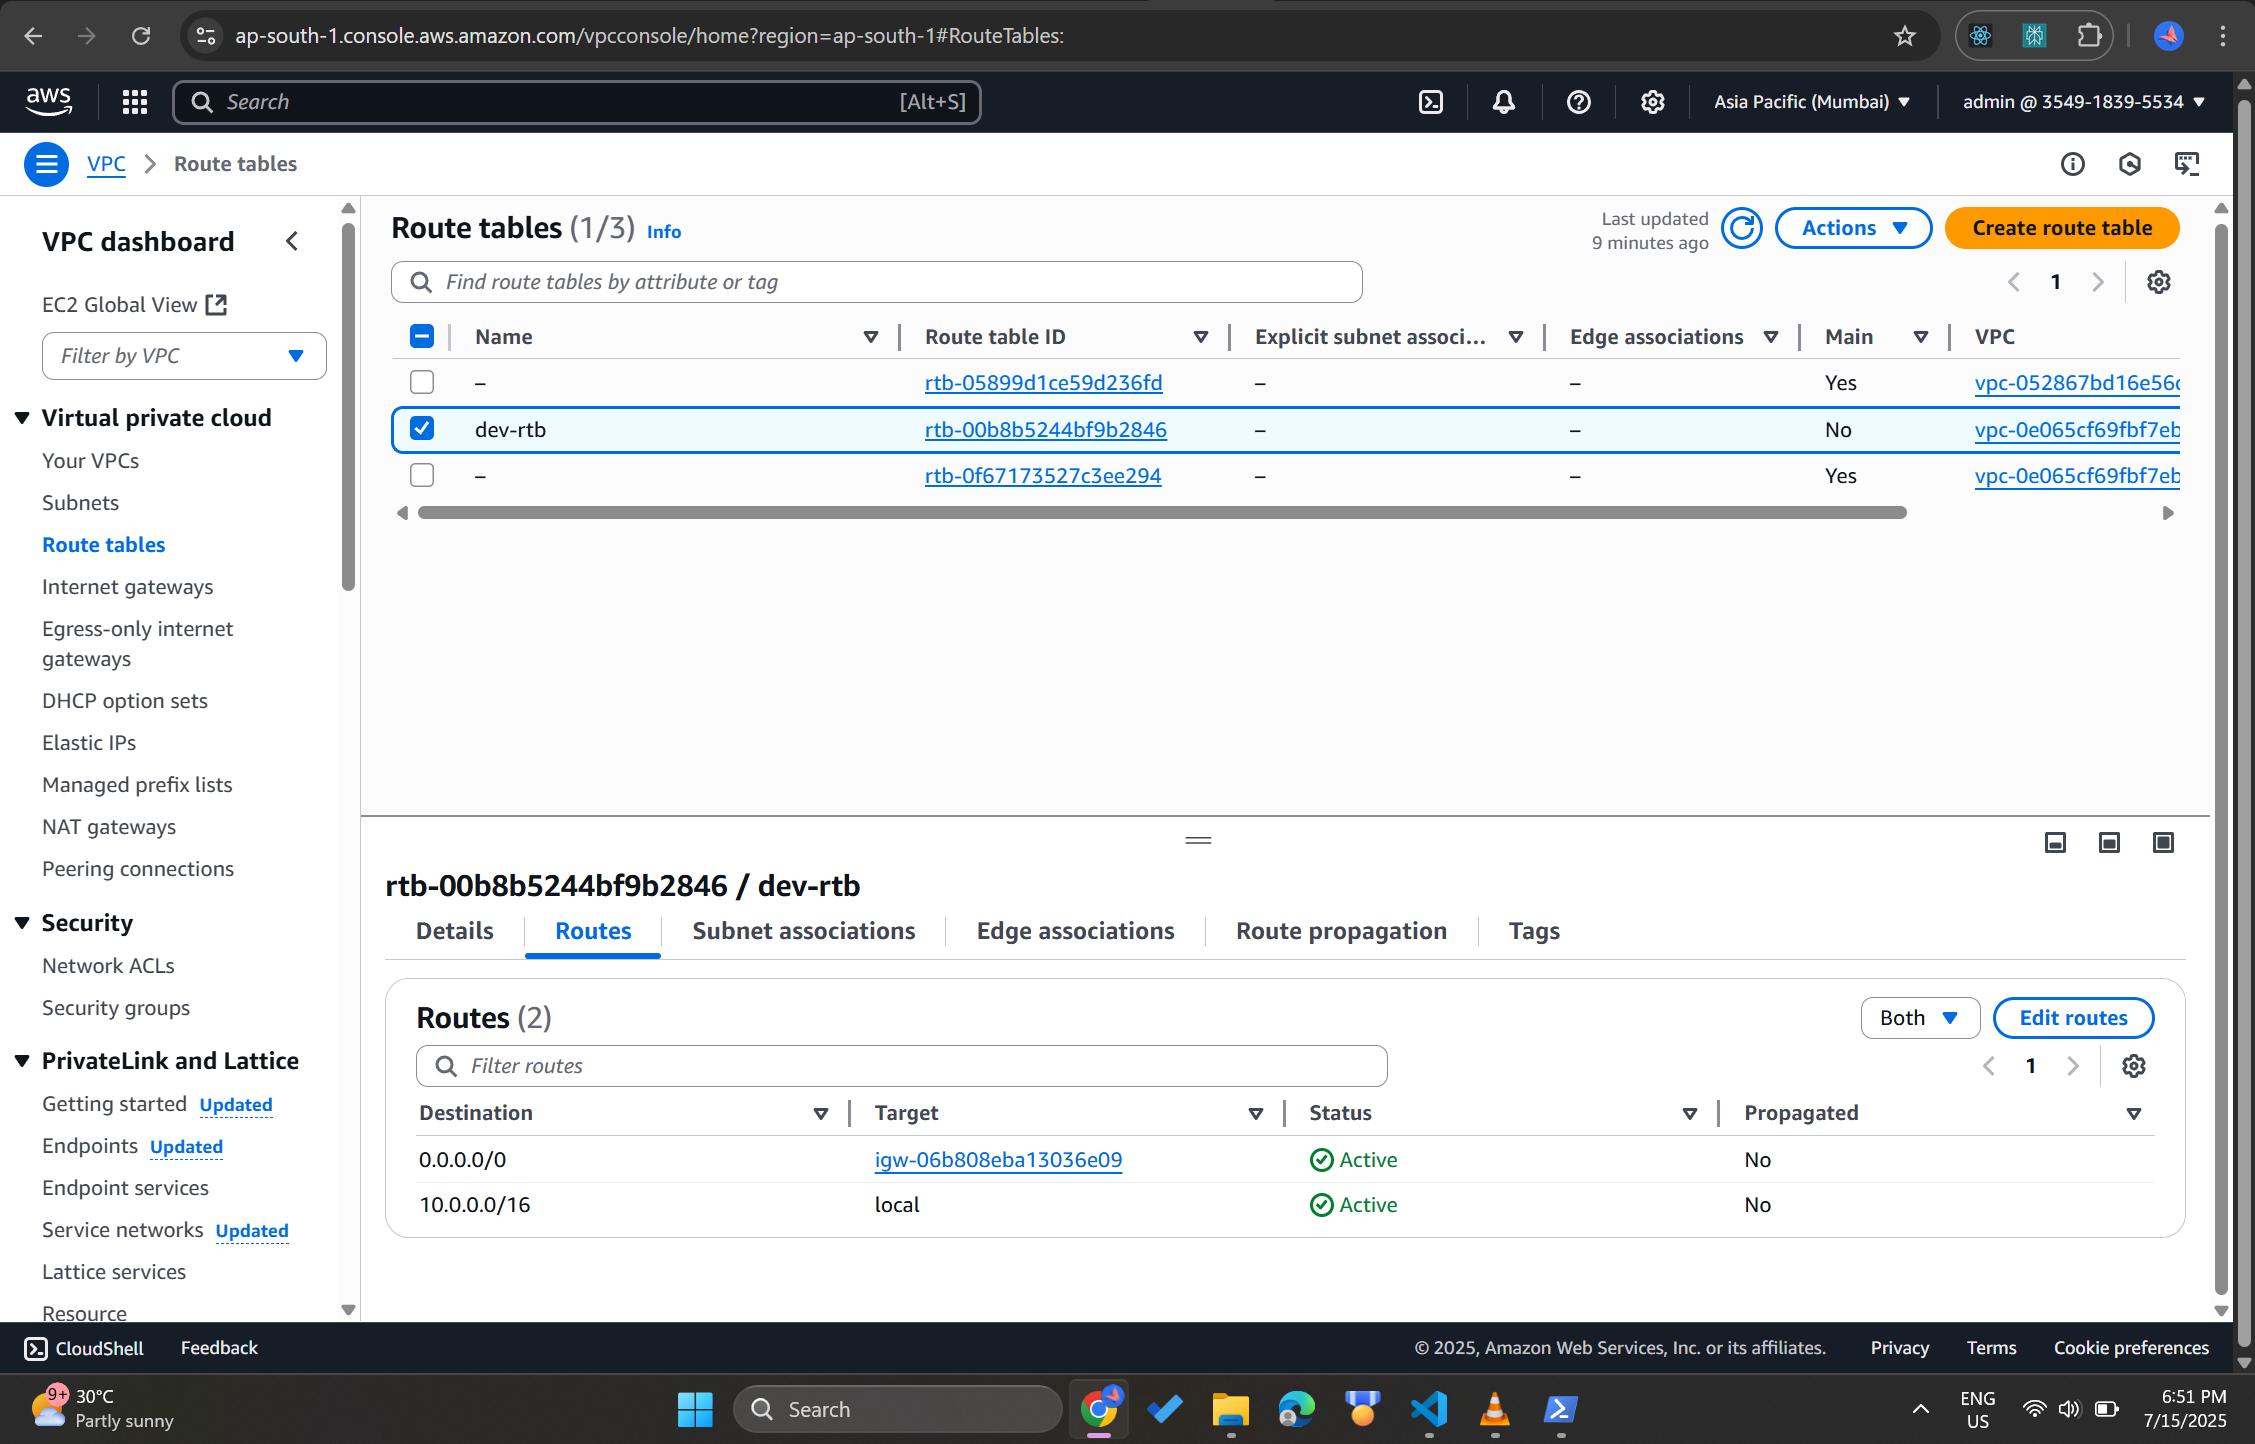 ap-south-1.console.aws.amazon.com/vpcconsole/home?region=ap-south-1#RouteTables:
aws
Search
[Alt+S]
Asia Pacific (Mumbai)
admin @ 3549-1839-5534
VPC
Route tables
VPC dashboard
EC2 Global View
Filter by VPC
Virtual private cloud
Your VPCs
Subnets
Route tables
Internet gateways
Egress-only internet
gateways
DHCP option sets
Elastic IPs
Managed prefix lists
NAT gateways
Peering connections
Security
Network ACLs
Security groups
PrivateLink and Lattice
Getting started Updated
Endpoints Updated
Endpoint services
Service networks Updated
Lattice services
Resource
Route tables (1/3) Info
Last updated
9 minutes ago
Actions
Create route table
Find route tables by attribute or tag
1
Name Route table ID Explicit subnet associ... Edge associations Main VPC
– rtb-05899d1ce59d236fd – – Yes vpc-052867bd16e56c
dev-rtb rtb-00b8b5244bf9b2846 – – No vpc-0e065cf69fbf7eb
– rtb-0f67173527c3ee294 – – Yes vpc-0e065cf69fbf7eb
rtb-00b8b5244bf9b2846 / dev-rtb
Details Routes Subnet associations Edge associations Route propagation Tags
Routes (2)
Both
Edit routes
Filter routes
1
Destination Target Status Propagated
0.0.0.0/0 igw-06b808eba13036e09 Active No
10.0.0.0/16 local Active No
CloudShell Feedback
© 2025, Amazon Web Services, Inc. or its affiliates. Privacy Terms Cookie preferences
9+
30°C
Partly sunny
Search
ENG
US
6:51 PM
7/15/2025